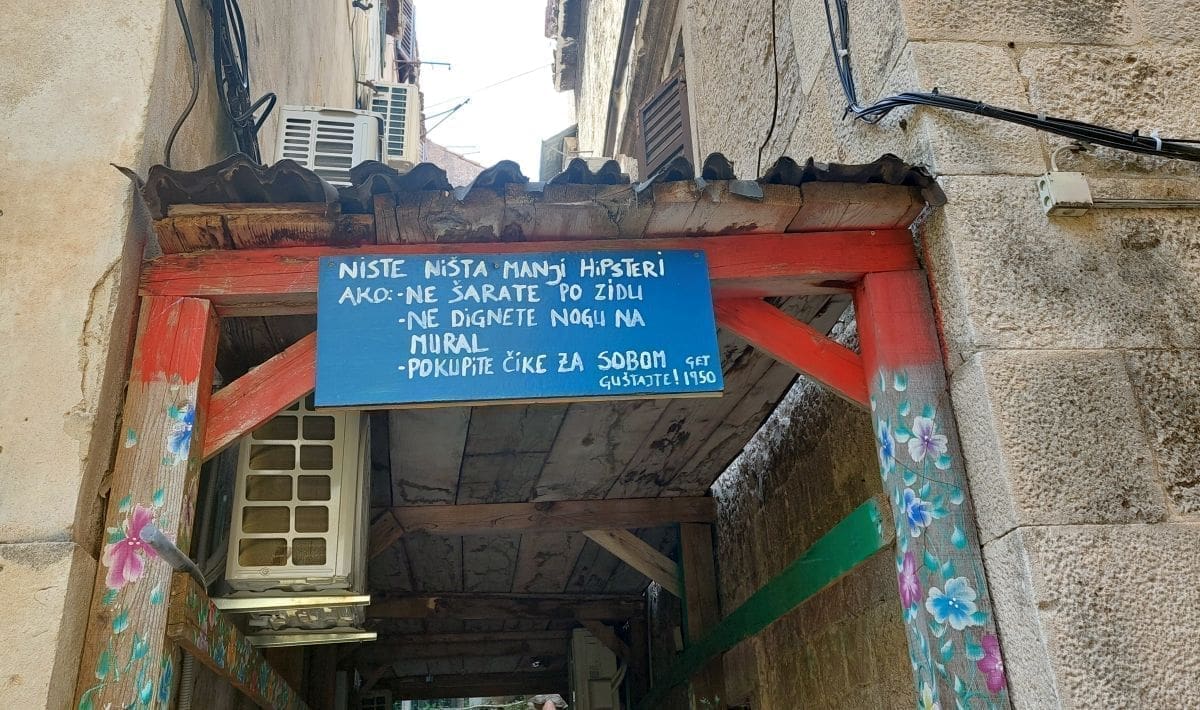 NISTE NIŠTA MANJi HiPSTERi
AKO:-NE ŠARATE PO ZIDU
-NE DIGNETE NOGU NA
MURAL
-POKUPiTE ČiKE ZA SOBOM GET
GUŠTAJTE! 1950